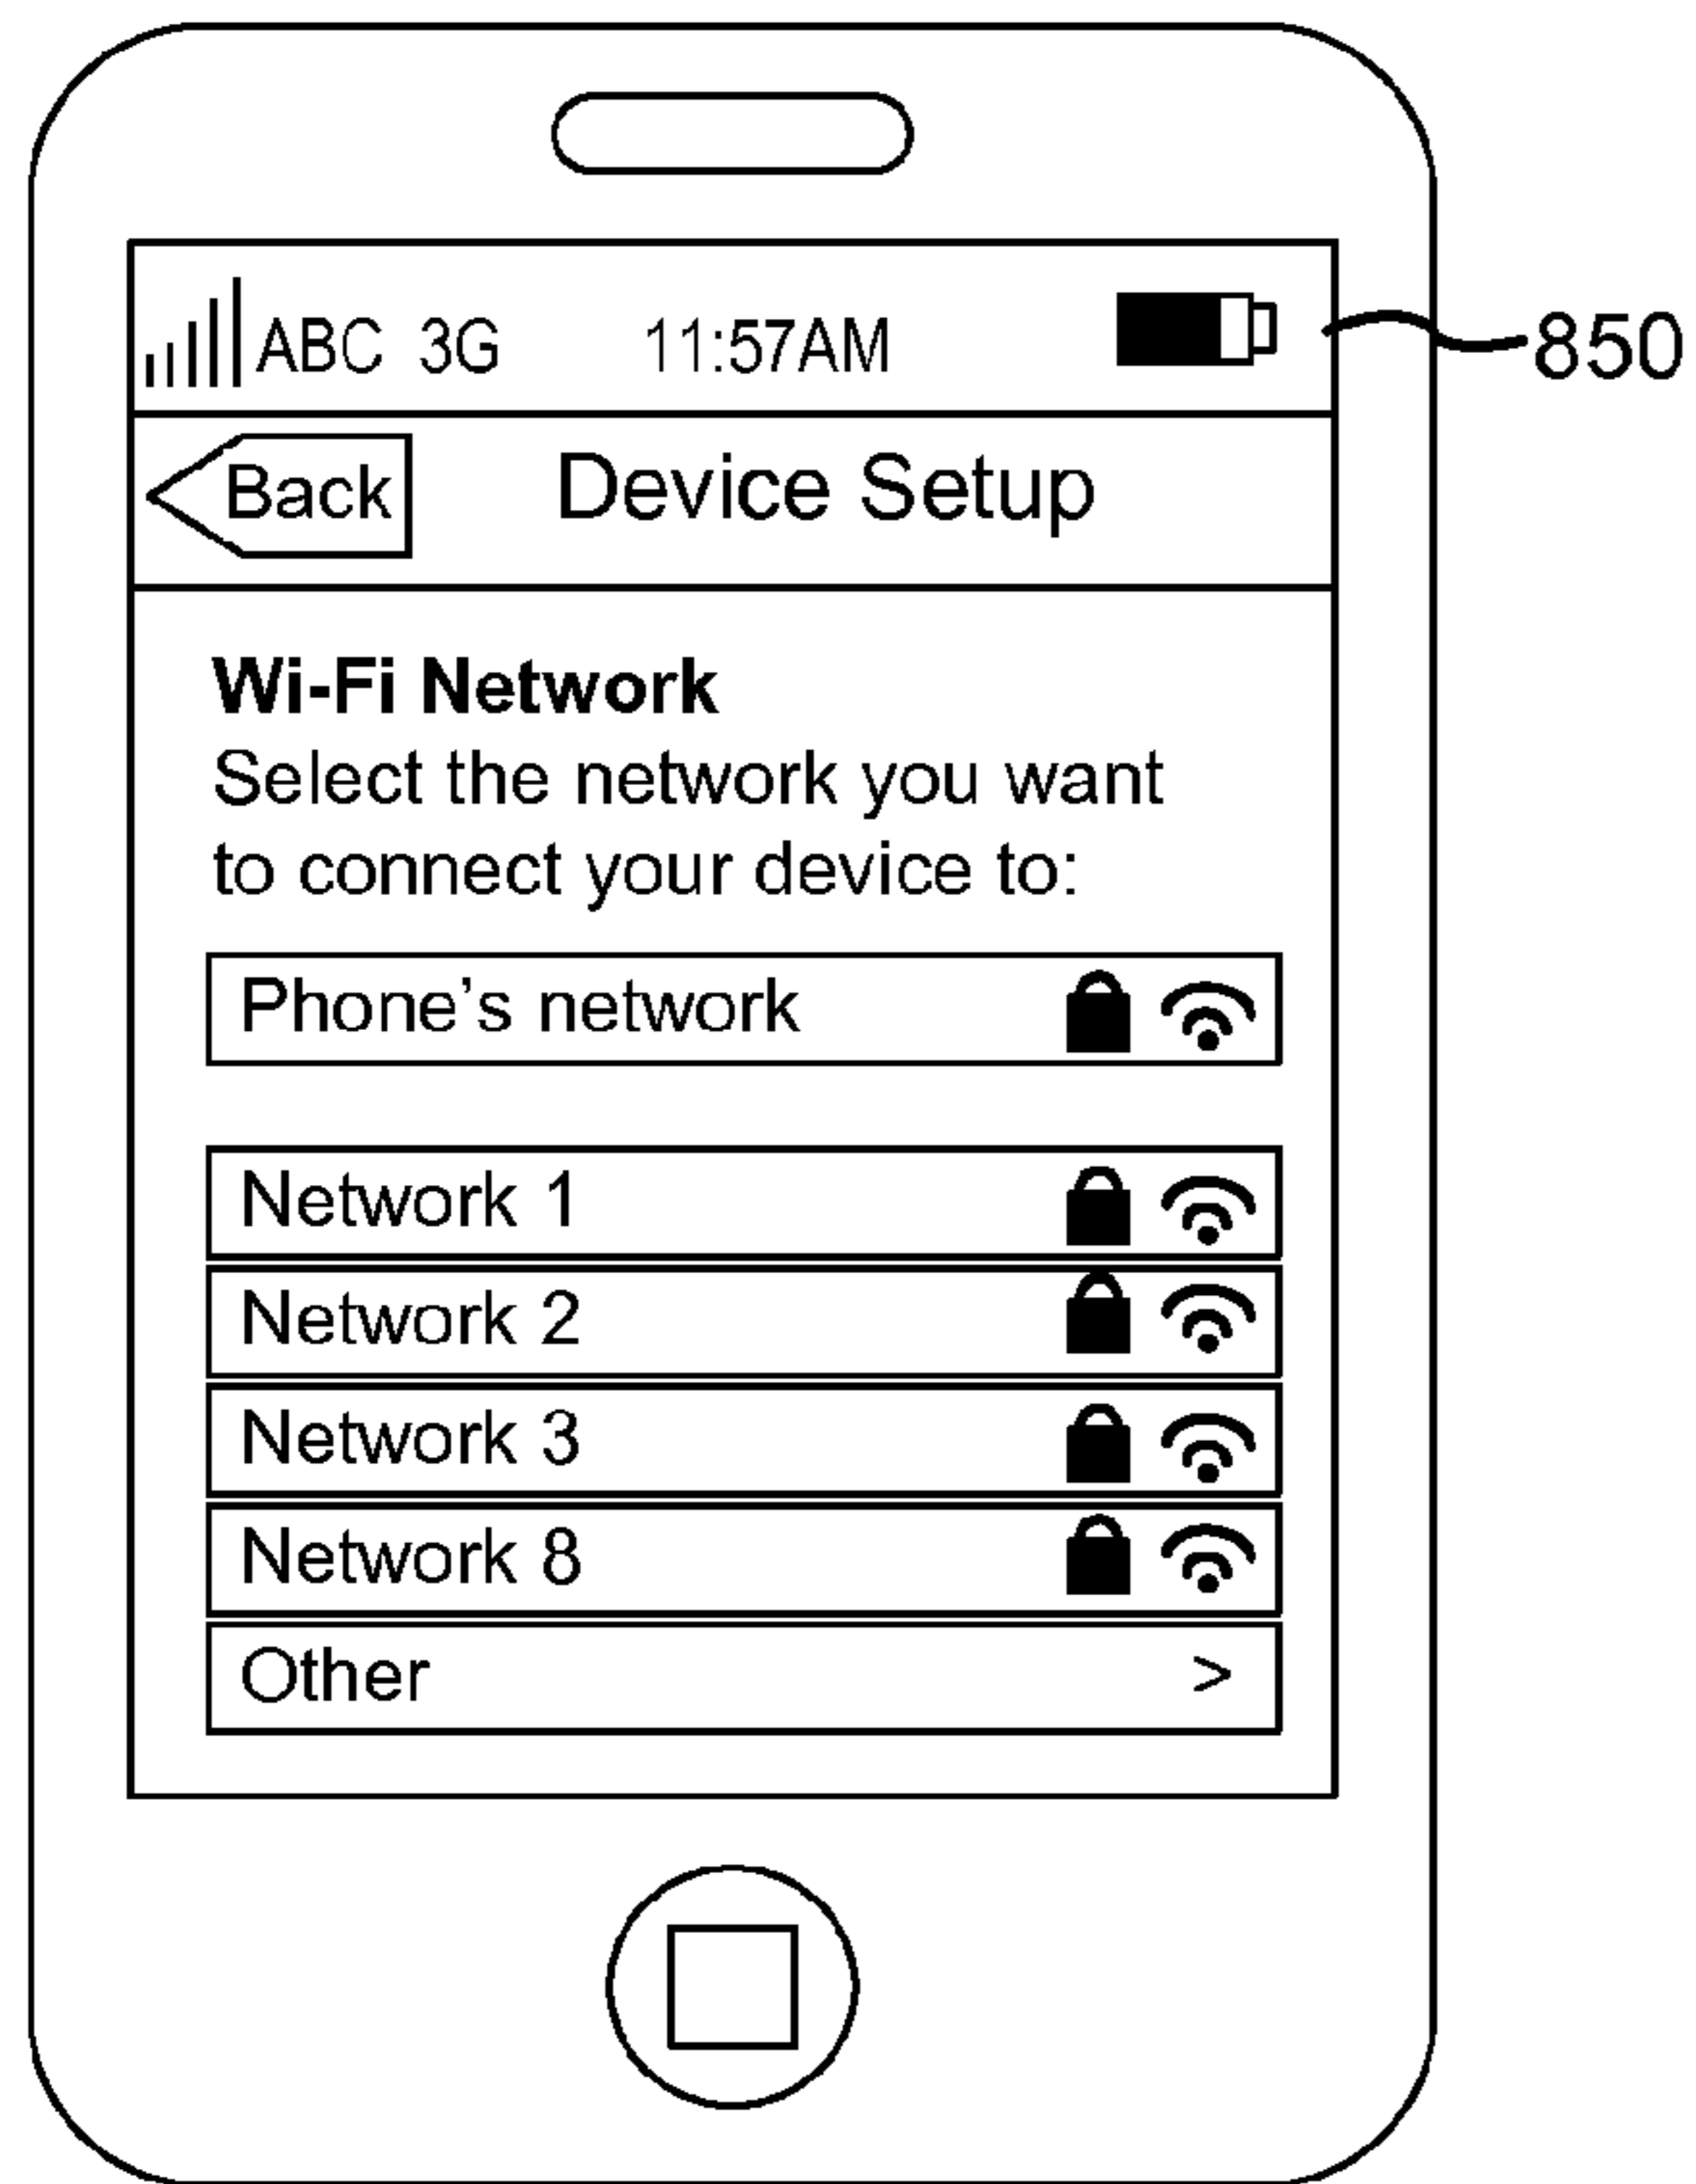 ABC 3G 11:57AM
850
Back Device Setup
Wi-Fi Network
Select the network you want
to connect your device to:
Phone's network
Network 1
Network 2
Network 3
Network 8
Other >